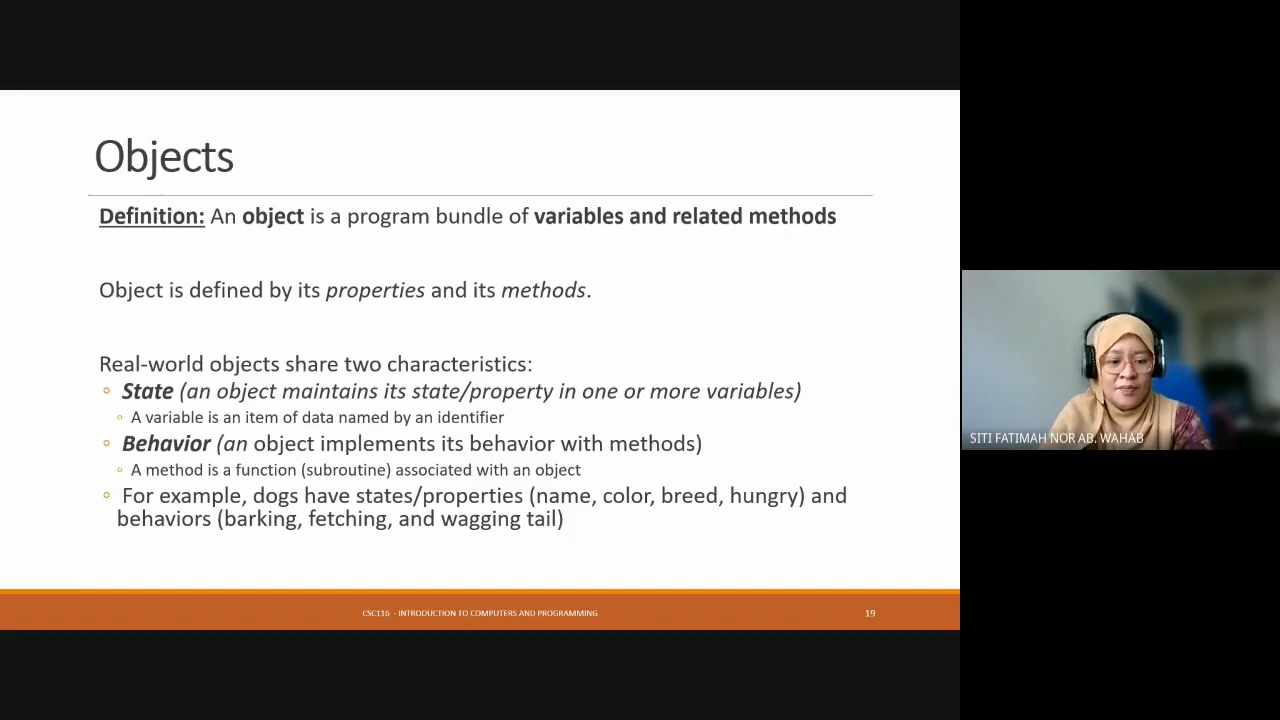 Objects
Definition: An object is a program bundle of variables and related methods
Object is defined by its properties and its methods.
Real-world objects share two characteristics:
◦ State (an object maintains its state/property in one or more variables)
◦ A variable is an item of data named by an identifier
◦ Behavior (an object implements its behavior with methods)
◦ A method is a function (subroutine) associated with an object
◦ For example, dogs have states/properties (name, color, breed, hungry) and
behaviors (barking, fetching, and wagging tail)
CSC116 - INTRODUCTION TO COMPUTERS AND PROGRAMMING
19
SITI FATIMAH NOR AB. WAHAB